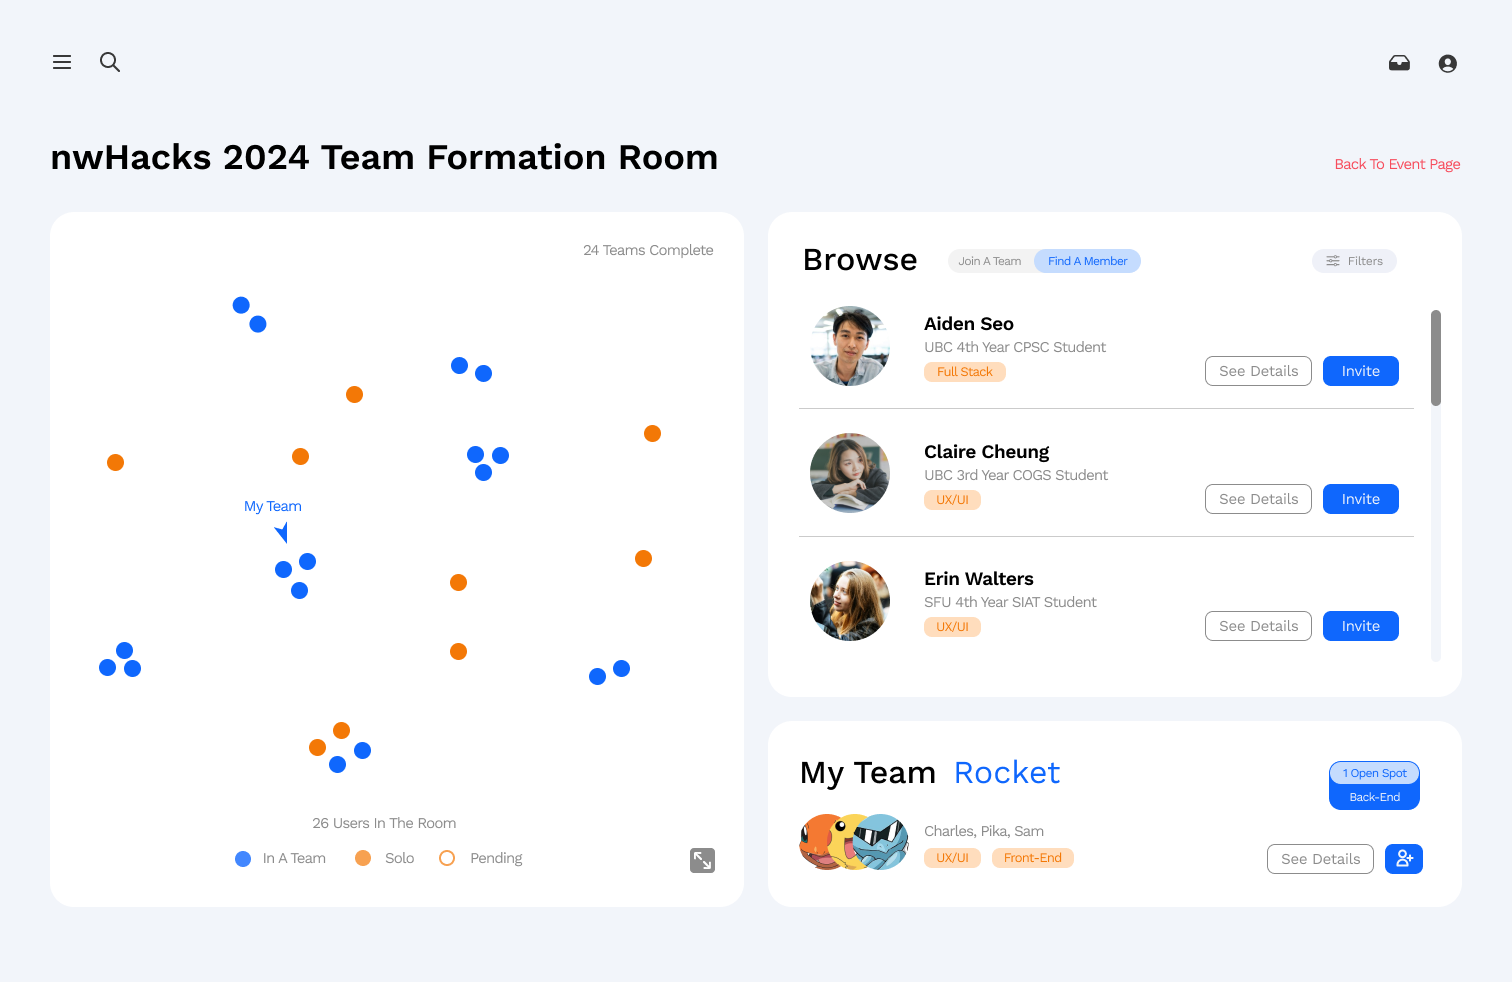 nwHacks 2024 Team Formation Room
Back To Event Page
24 Teams Complete
My Team
26 Users In The Room
In A Team
Solo
Pending
Browse
Join A Team
Find A Member
Filters
Aiden Seo
UBC 4th Year CPSC Student
Full Stack
See Details
Invite
Claire Cheung
UBC 3rd Year COGS Student
UX/UI
See Details
Invite
Erin Walters
SFU 4th Year SIAT Student
UX/UI
See Details
Invite
My Team Rocket
1 Open Spot
Back-End
Charles, Pika, Sam
UX/UI
Front-End
See Details